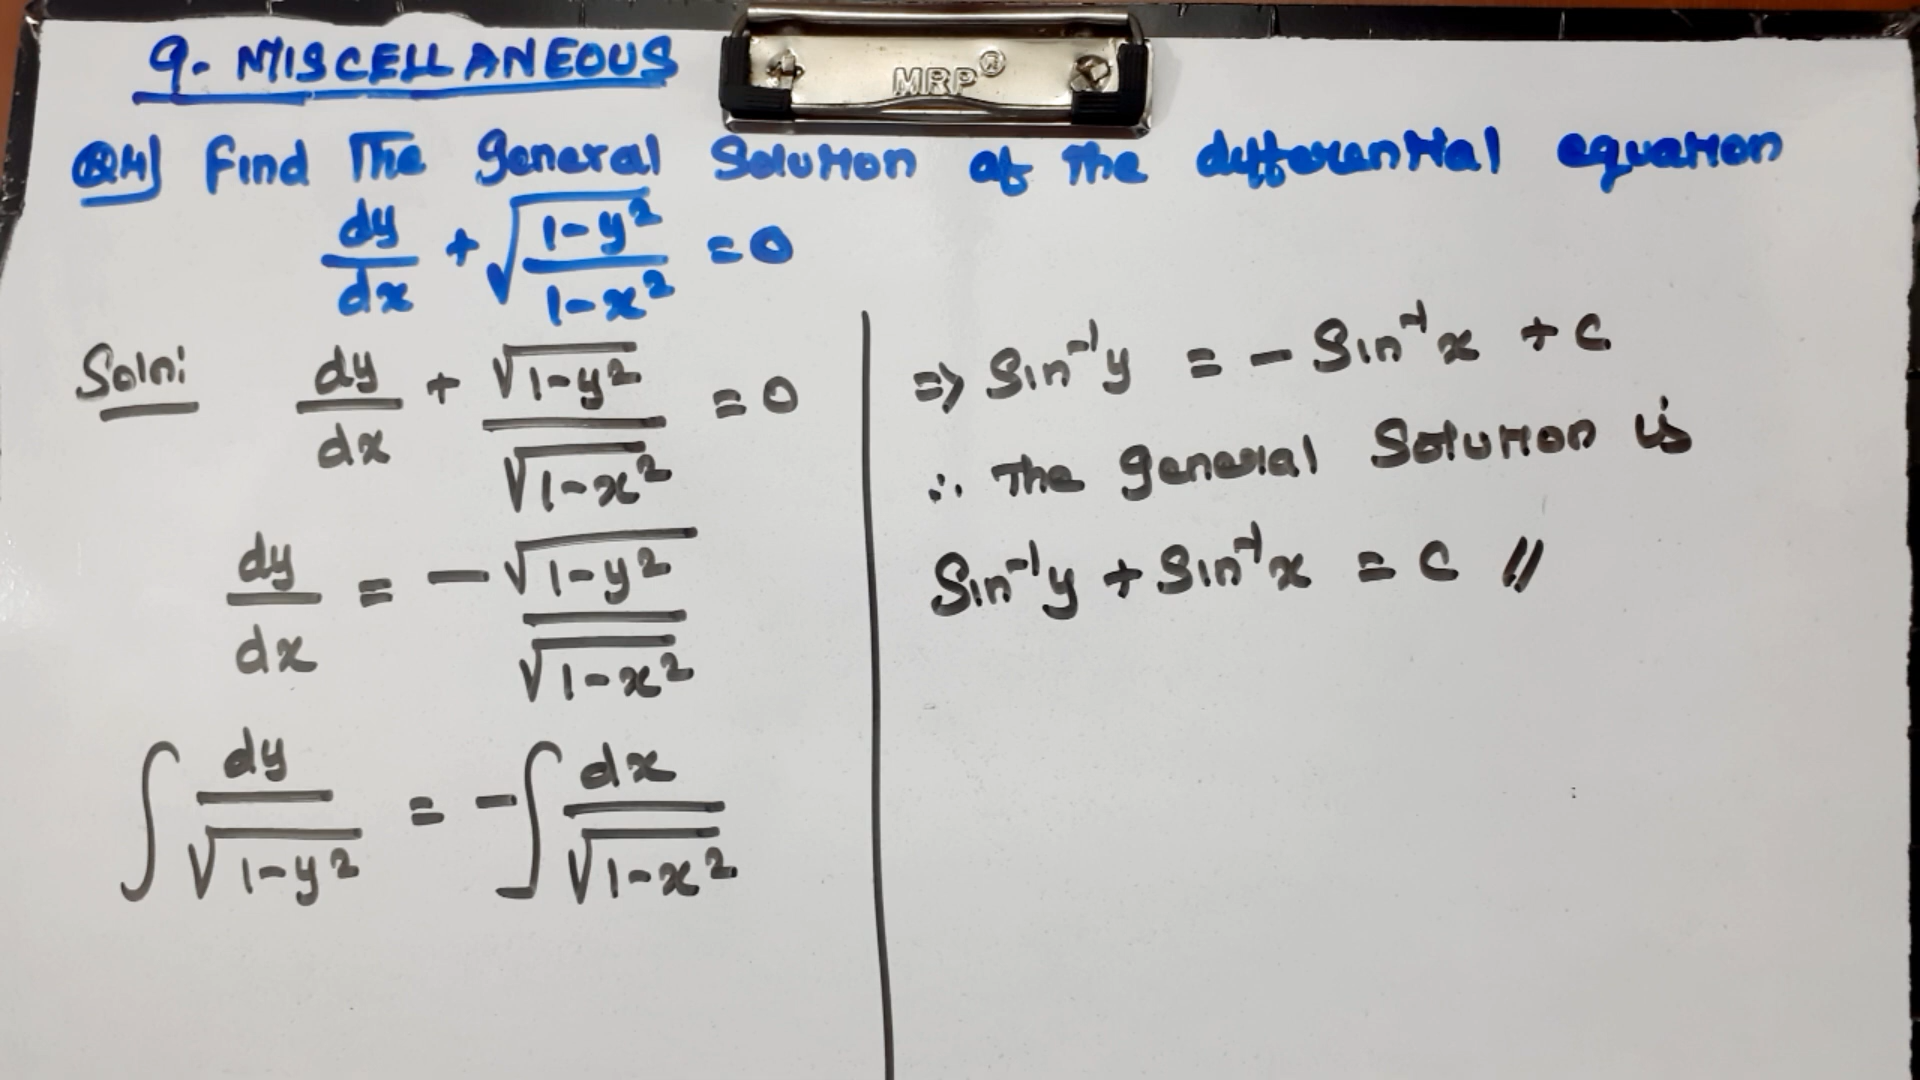 9. MISCELLANEOUS
MRP®
Q4) Find The general Solution of The differential equation
dy/dx + √(1-y²/1-x²) = 0
Soln: dy/dx + √1-y²/√1-x² = 0
dy/dx = -√1-y²/√1-x²
∫ dy/√1-y² = -∫ dx/√1-x²
=> Sin⁻¹y = - Sin⁻¹x + c
∴ The general Solution is
Sin⁻¹y + Sin⁻¹x = c //